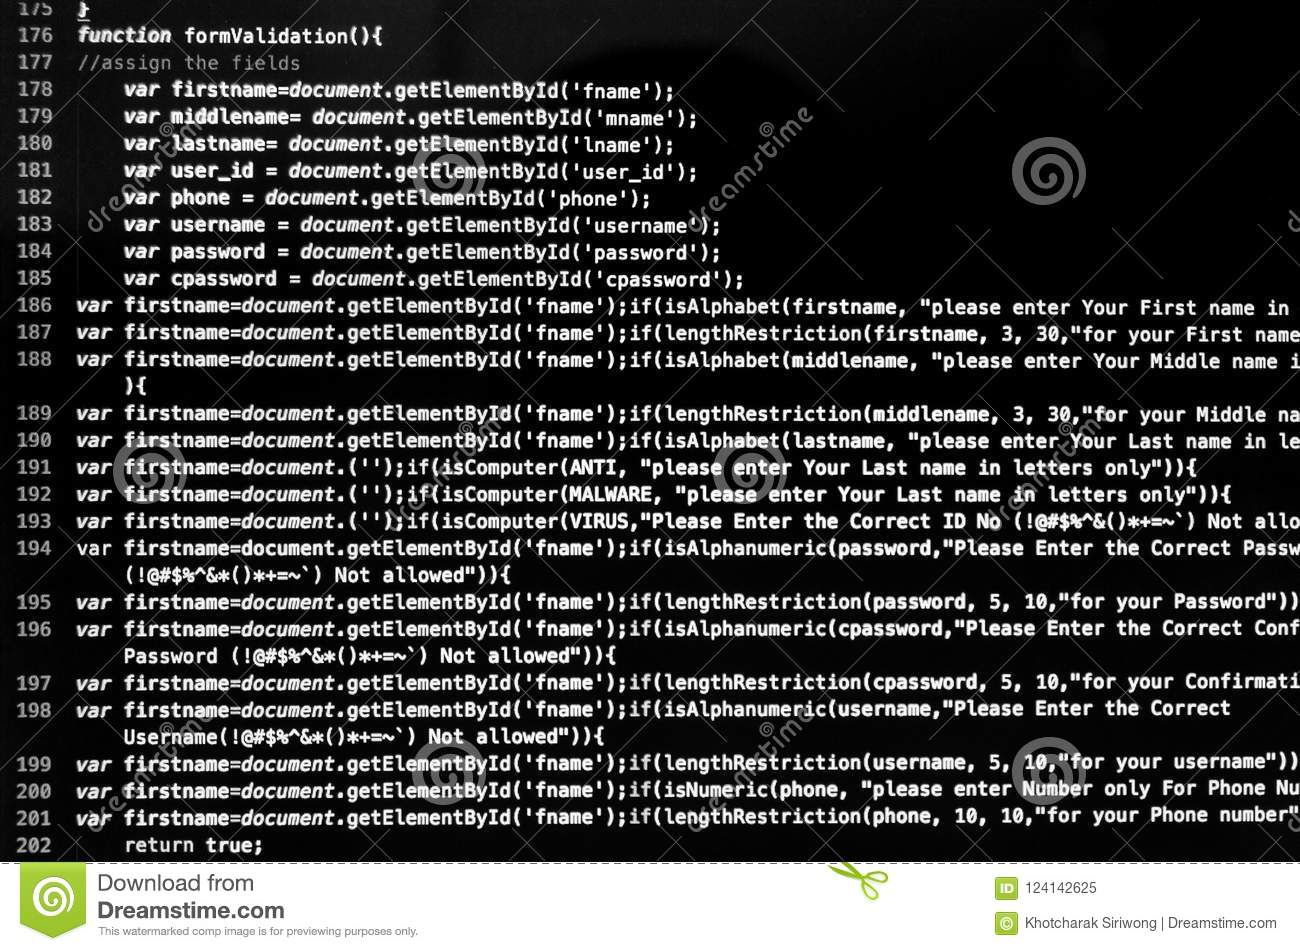 175 }
176 function formValidation(){
177 //assign the fields
178 var firstname=document.getElementById('fname');
179 var middlename= document.getElementById('mname');
180 var lastname= document.getElementById('lname');
181 var user_id = document.getElementById('user_id');
182 var phone = document.getElementById('phone');
183 var username = document.getElementById('username');
184 var password = document.getElementById('password');
185 var cpassword = document.getElementById('cpassword');
186 var firstname=document.getElementById('fname');if(isAlphabet(firstname, "please enter Your First name in
187 var firstname=document.getElementById('fname');if(lengthRestriction(firstname, 3, 30,"for your First name
188 var firstname=document.getElementById('fname');if(isAlphabet(middlename, "please enter Your Middle name i
){
189 var firstname=document.getElementById('fname');if(lengthRestriction(middlename, 3, 30,"for your Middle na
190 var firstname=document.getElementById('fname');if(isAlphabet(lastname, "please enter Your Last name in le
191 var firstname=document.('');if(isComputer(ANTI, "please enter Your Last name in letters only")){
192 var firstname=document.('');if(isComputer(MALWARE, "please enter Your Last name in letters only")){
193 var firstname=document.('');if(isComputer(VIRUS,"Please Enter the Correct ID No (!@#$%^&()*+=~`) Not allo
194 var firstname=document.getElementById('fname');if(isAlphanumeric(password,"Please Enter the Correct Passw
(!@#$%^&*()*+=~`) Not allowed")){
195 var firstname=document.getElementById('fname');if(lengthRestriction(password, 5, 10,"for your Password"))
196 var firstname=document.getElementById('fname');if(isAlphanumeric(cpassword,"Please Enter the Correct Conf
Password (!@#$%^&*()*+=~`) Not allowed")){
197 var firstname=document.getElementById('fname');if(lengthRestriction(cpassword, 5, 10,"for your Confirmati
198 var firstname=document.getElementById('fname');if(isAlphanumeric(username,"Please Enter the Correct
Username(!@#$%^&*()*+=~`) Not allowed")){
199 var firstname=document.getElementById('fname');if(lengthRestriction(username, 5, 10,"for your username"))
200 var firstname=document.getElementById('fname');if(isNumeric(phone, "please enter Number only For Phone Nu
201 var firstname=document.getElementById('fname');if(lengthRestriction(phone, 10, 10,"for your Phone number"
202 return true;
dreamstime
dreamstime
dreamstime
dreamstime
dreamstime
dreamstime
Download from
Dreamstime.com
This watermarked comp image is for previewing purposes only.
ID 124142625
© Khotcharak Siriwong | Dreamstime.com